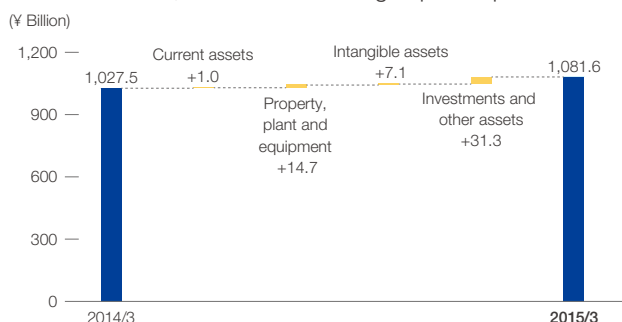 (¥ Billion)
1,200
900
600
300
0
1,027.5
Current assets
+1.0
Property,
plant and
equipment
+14.7
Intangible assets
+7.1
Investments and
other assets
+31.3
1,081.6
2014/3
2015/3